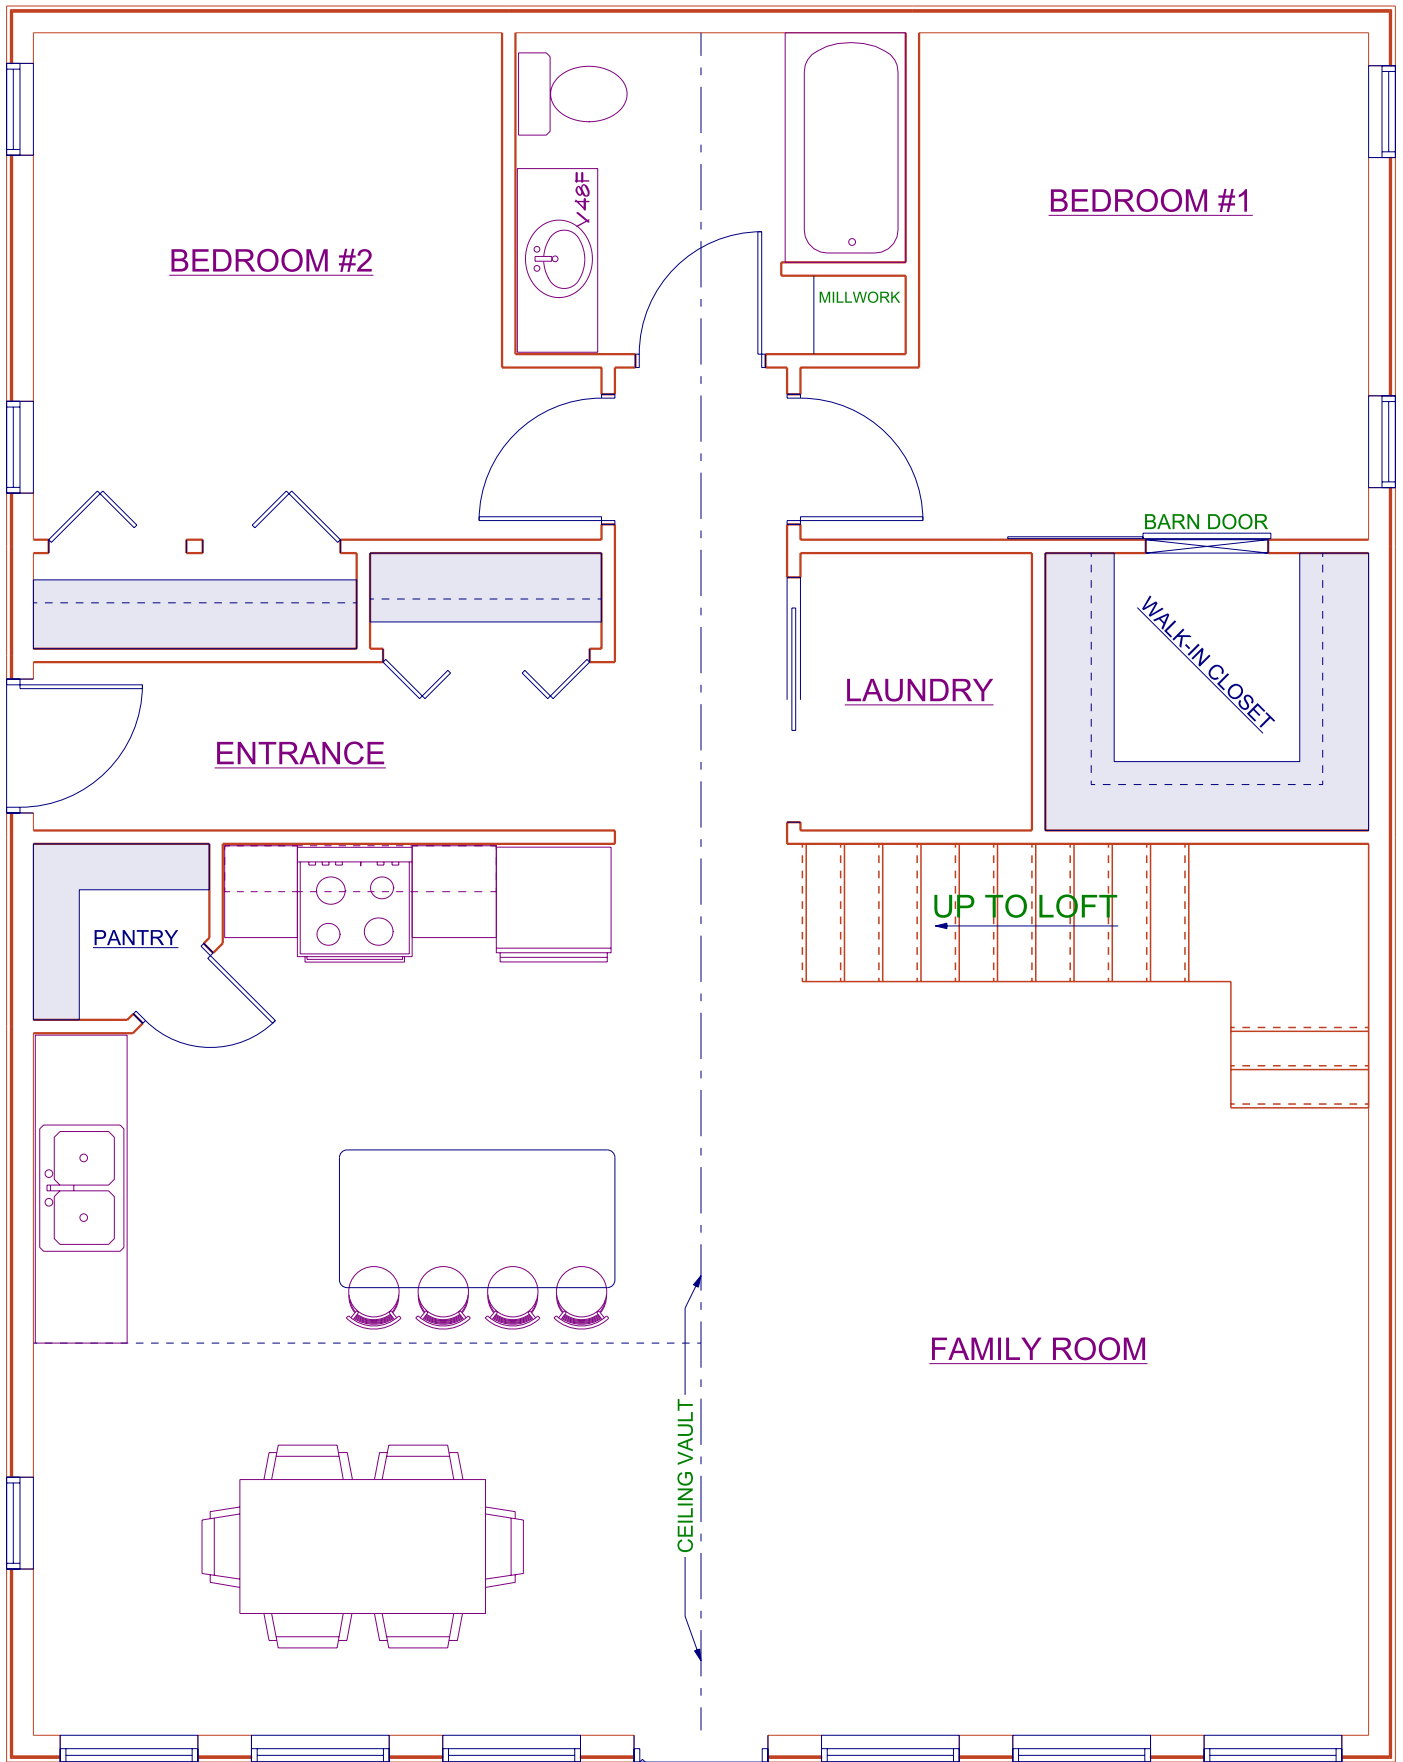 BEDROOM #1
BEDROOM #2
V48F
MILLWORK
BARN DOOR
WALK-IN CLOSET
LAUNDRY
ENTRANCE
UP TO LOFT
PANTRY
FAMILY ROOM
CEILING VAULT